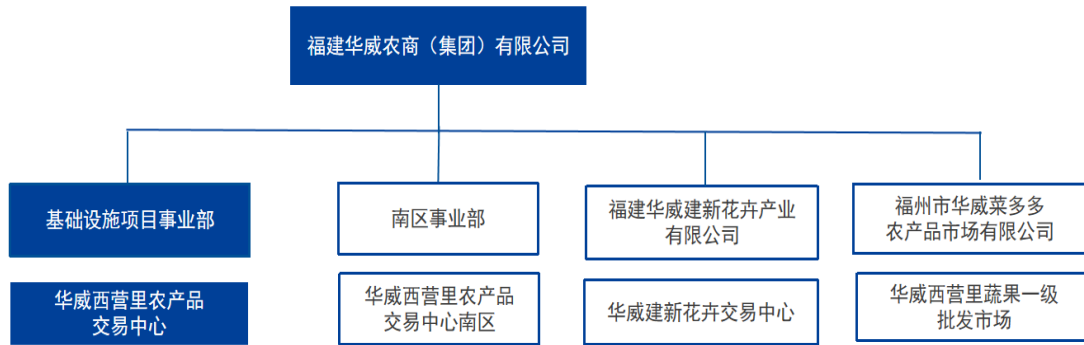 福建华威农商（集团）有限公司
基础设施项目事业部
南区事业部
福建华威建新花卉产业
有限公司
福州市华威菜多多
农产品市场有限公司
华威西营里农产品
交易中心
华威西营里农产品
交易中心南区
华威建新花卉交易中心
华威西营里蔬果一级
批发市场